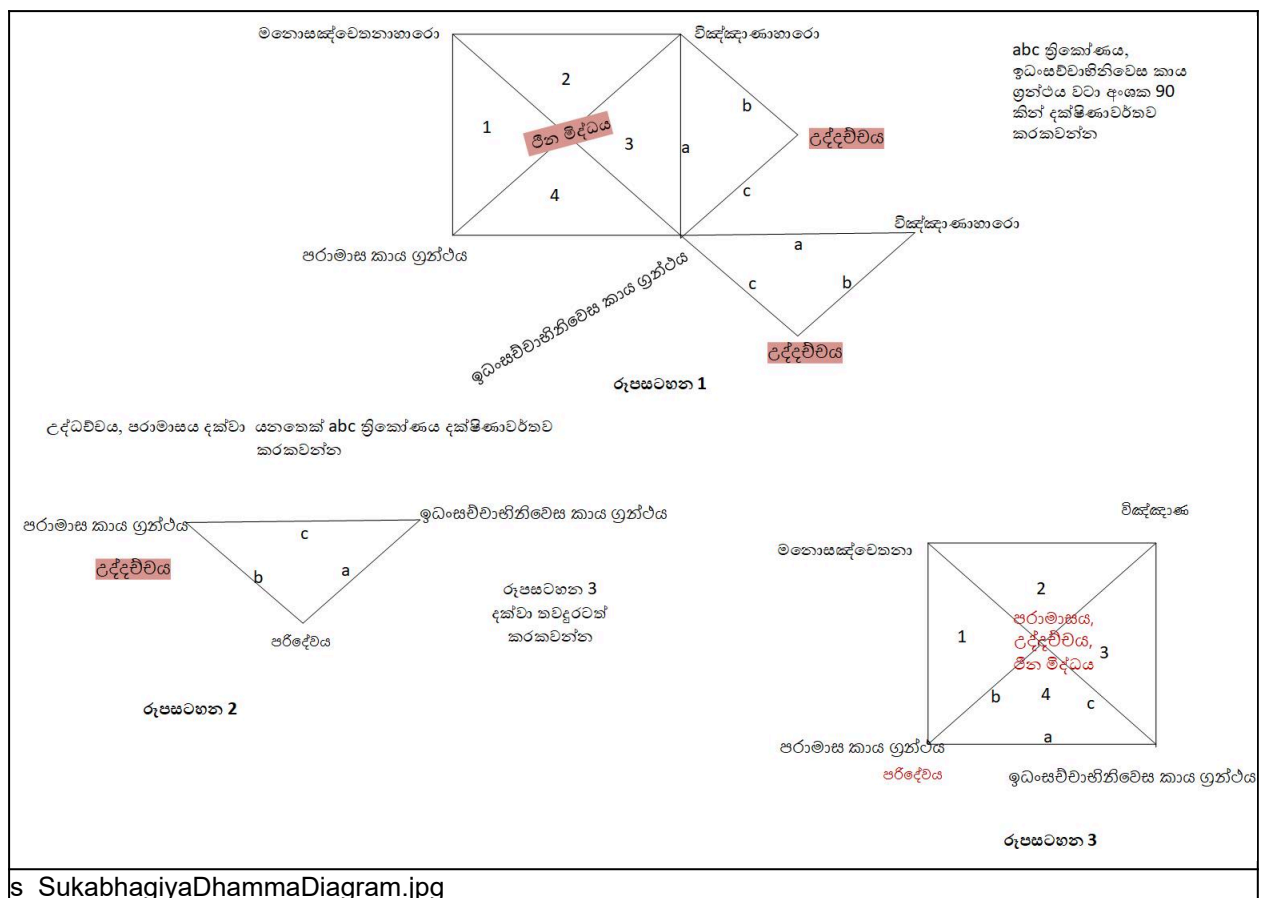 මනොසඤ්චෙතනාහාරො
විඤ්ඤාණාහාරො
abc ත්‍රිකෝණය,
ඉධංසච්චාභිනිවෙස කාය
ග්‍රන්ථය වටා අංශක 90
කින් දක්ෂිණාවර්තව
කරකවන්න
2
b
1
ථීන මිද්ධය
3
a
උද්දච්චය
4
c
විඤ්ඤාණාහාරො
පරාමාස කාය ග්‍රන්ථය
a
ඉධංසච්චාභිනිවෙස කාය ග්‍රන්ථය
c
b
උද්දච්චය
රූපසටහන 1
උද්ධච්චය, පරාමාසය දක්වා යනතෙක් abc ත්‍රිකෝණය දක්ෂිණාවර්තව
කරකවන්න
පරාමාස කාය ග්‍රන්ථය
ඉධංසච්චාභිනිවෙස කාය ග්‍රන්ථය
c
උද්දච්චය
b
a
පරිදේවය
රූපසටහන 2
රූපසටහන 3
දක්වා තවදුරටත්
කරකවන්න
විඤ්ඤාණ
මනොසඤ්චෙතනා
2
පරාමාසය,
1
උද්දච්චය,
3
ථීන මිද්ධය
b
4
c
a
පරාමාස කාය ග්‍රන්ථය
පරිදේවය
ඉධංසච්චාභිනිවෙස කාය ග්‍රන්ථය
රූපසටහන 3
s SukabhagiyaDhammaDiagram.jpg